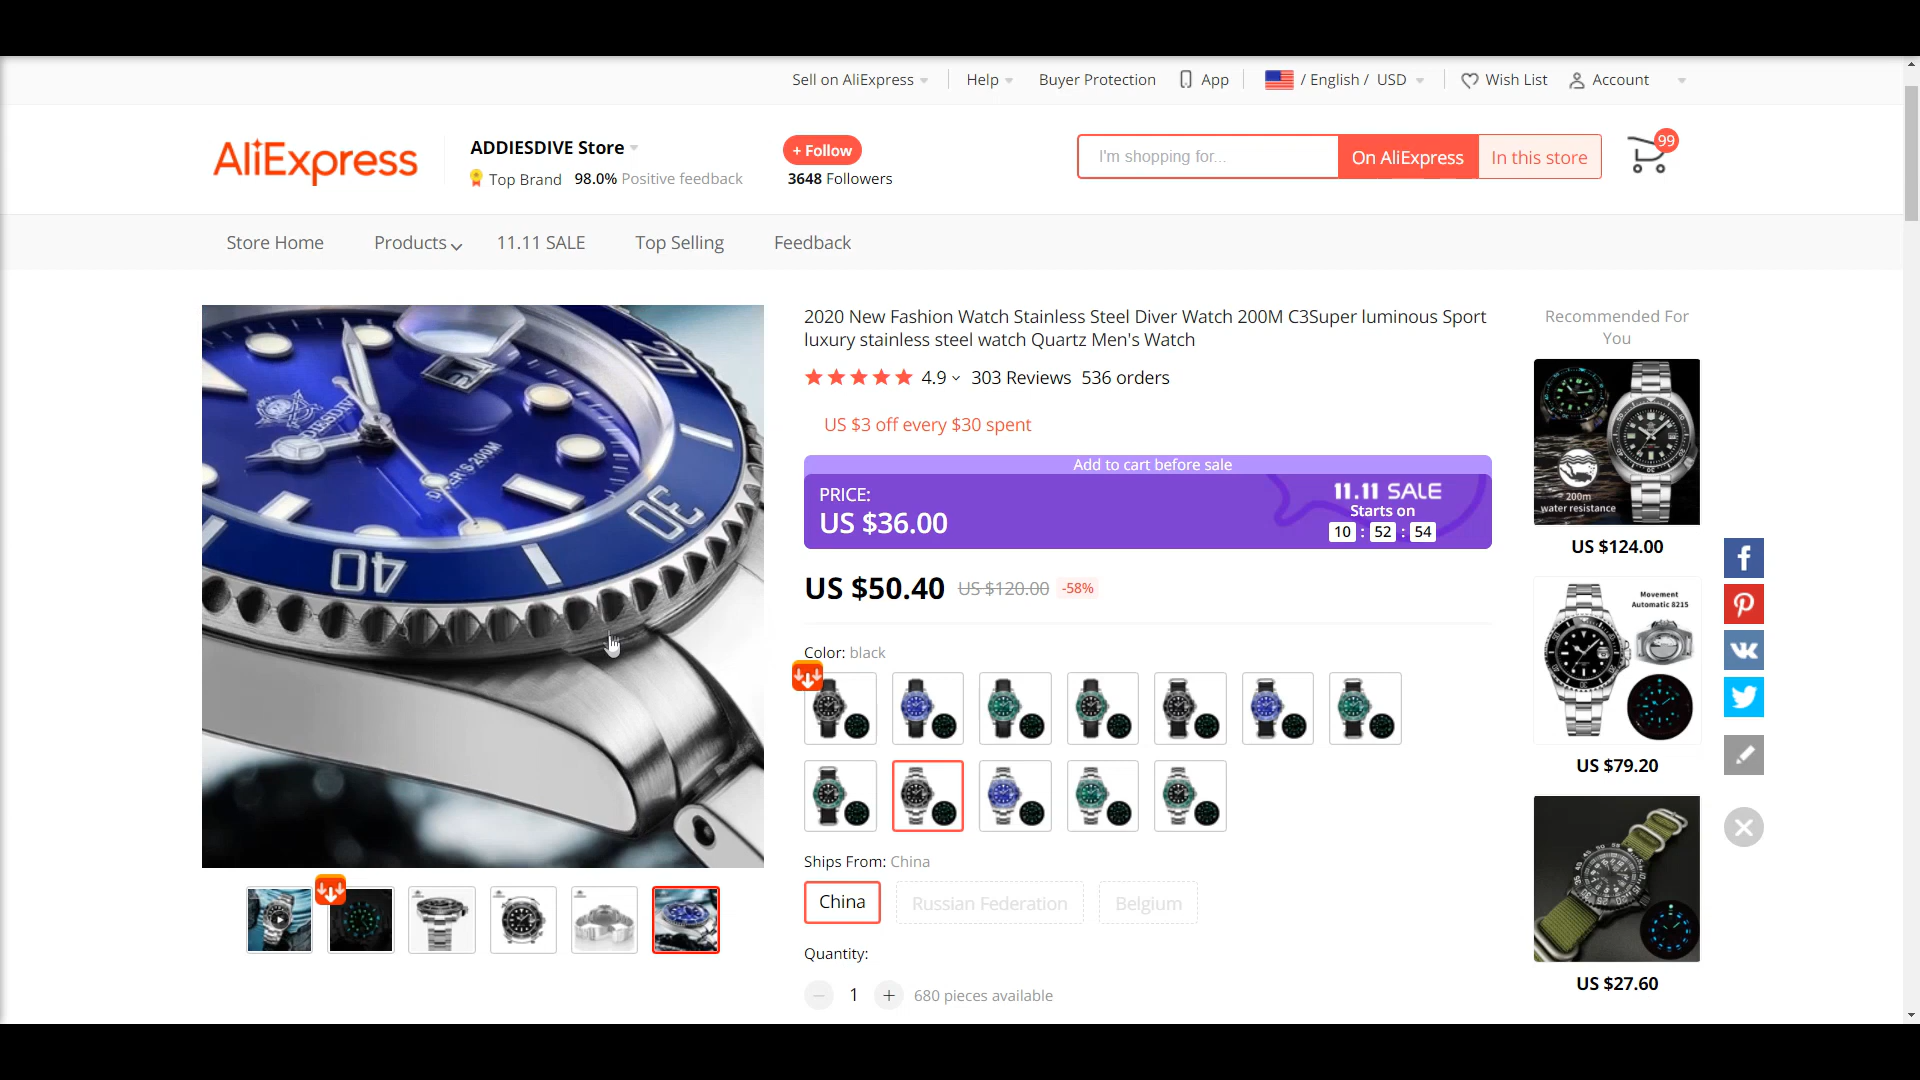 Sell on AliExpress
Help
Buyer Protection
App
/ English / USD
Wish List
Account
AliExpress
ADDIESDIVE Store
Top Brand 98.0% Positive feedback
+ Follow
3648 Followers
I'm shopping for...
On AliExpress
In this store
99
Store Home
Products
11.11 SALE
Top Selling
Feedback
20
30
40
DIVER'S 200M
2020 New Fashion Watch Stainless Steel Diver Watch 200M C3Super luminous Sport
luxury stainless steel watch Quartz Men's Watch
4.9 303 Reviews 536 orders
US $3 off every $30 spent
Add to cart before sale
PRICE:
US $36.00
11.11 SALE
Starts on
10 : 52 : 54
US $50.40 US $120.00 -58%
Color: black
Ships From: China
China
Russian Federation
Belgium
Quantity:
1
680 pieces available
Recommended For
You
200m
water resistance
US $124.00
Movement
Automatic 8215
US $79.20
US $27.60